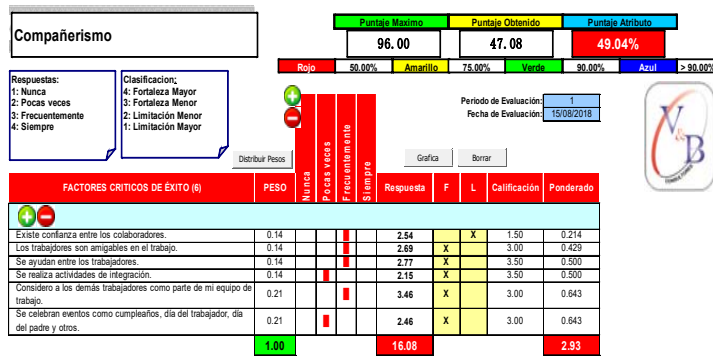 Compañerismo
Puntaje Maximo Puntaje Obtenido Puntaje Atributo
96.00 47.08 49.04%
Rojo 50.00% Amarillo 75.00% Verde 90.00% Azul > 90.00%
Respuestas:
1: Nunca
2: Pocas veces
3: Frecuentemente
4: Siempre
Clasificacion:
4: Fortaleza Mayor
3: Fortaleza Menor
2: Limitación Menor
1: Limitación Mayor
Periodo de Evaluación: 1
Fecha de Evaluación: 15/08/2018
V&B
CONSULTORES
Distribuir Pesos
Grafica Borrar
FACTORES CRITICOS DE ÉXITO (6) PESO Nunca Pocas veces Frecuentemente Siempre Respuesta F L Calificación Ponderado
Existe confianza entre los colaboradores. 0.14 2.54 X 1.50 0.214
Los trabajdores son amigables en el trabajo. 0.14 2.69 X 3.00 0.429
Se ayudan entre los trabajadores. 0.14 2.77 X 3.50 0.500
Se realiza actividades de integración. 0.14 2.15 X 3.50 0.500
Considero a los demás trabajadores como parte de mi equipo de
trabajo. 0.21 3.46 X 3.00 0.643
Se celebran eventos como cumpleaños, día del trabajador, día
del padre y otros. 0.21 2.46 X 3.00 0.643
1.00 16.08 2.93